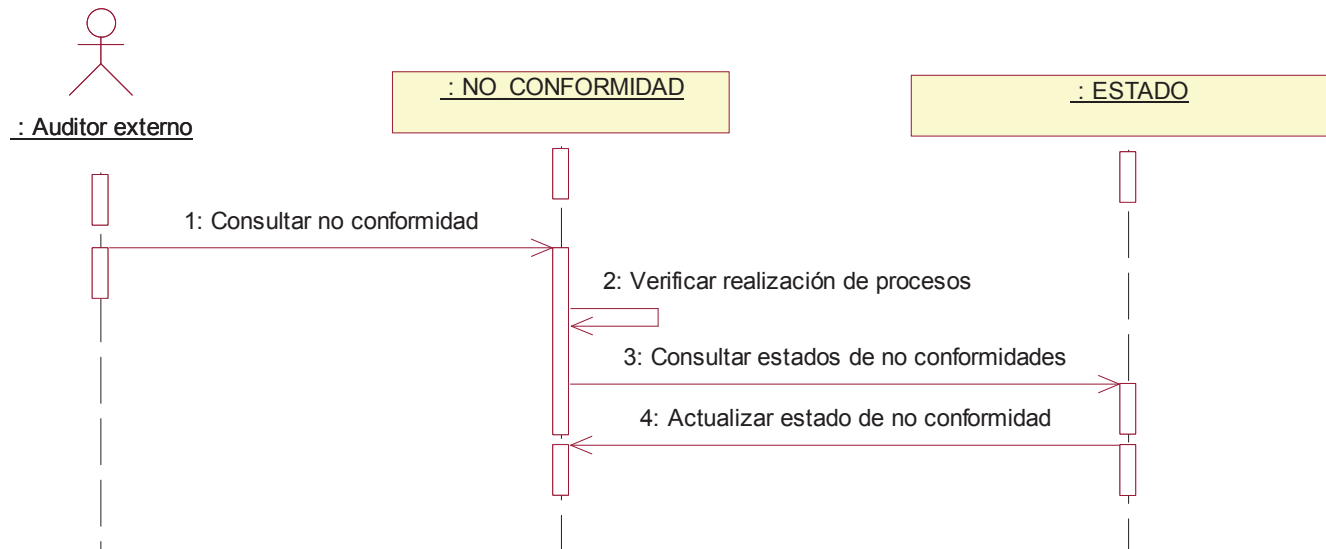 : NO CONFORMIDAD
: ESTADO
: Auditor externo
1: Consultar no conformidad
2: Verificar realización de procesos
3: Consultar estados de no conformidades
4: Actualizar estado de no conformidad